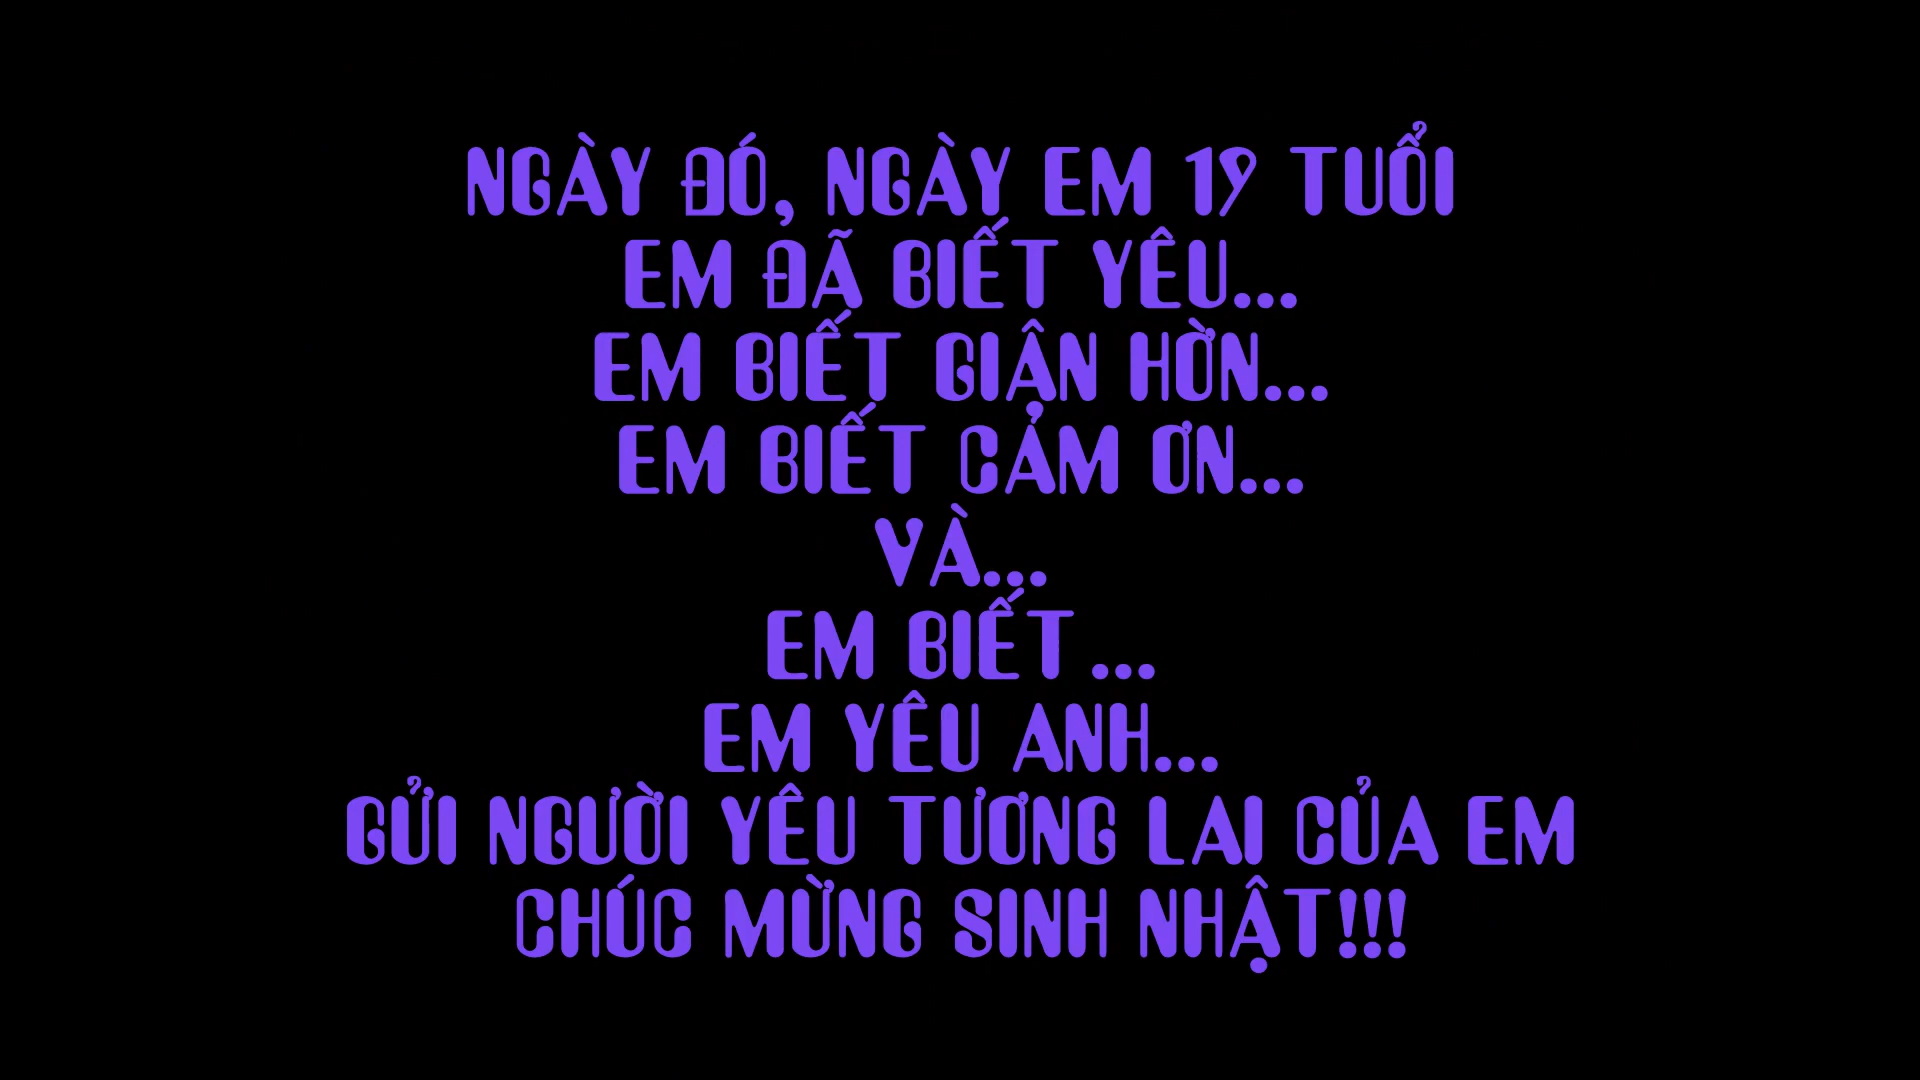 NGÀY ĐÓ, NGÀY EM 19 TUỔI
EM ĐÃ BIẾT YÊU...
EM BIẾT GIẬN HỜN...
EM BIẾT CẢM ƠN...
VÀ...
EM BIẾT ...
EM YÊU ANH...
GỬI NGƯỜI YÊU TƯƠNG LAI CỦA EM
CHÚC MỪNG SINH NHẬT!!!